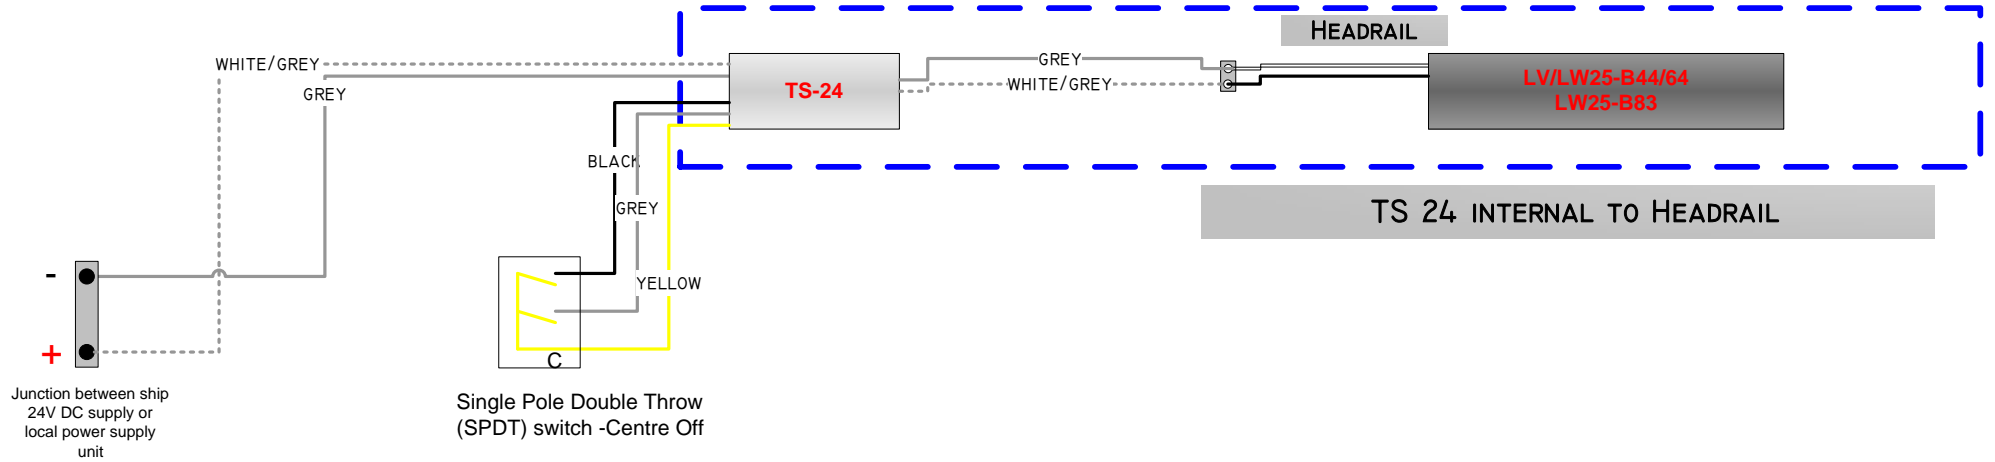 HEADRAIL
WHITE/GREY
GREY
TS-24
GREY
WHITE/GREY
LV/LW25-B44/64
LW25-B83
BLACK
GREY
YELLOW
TS 24 INTERNAL TO HEADRAIL
-
+
C
Junction between ship
24V DC supply or
local power supply
unit
Single Pole Double Throw
(SPDT) switch -Centre Off